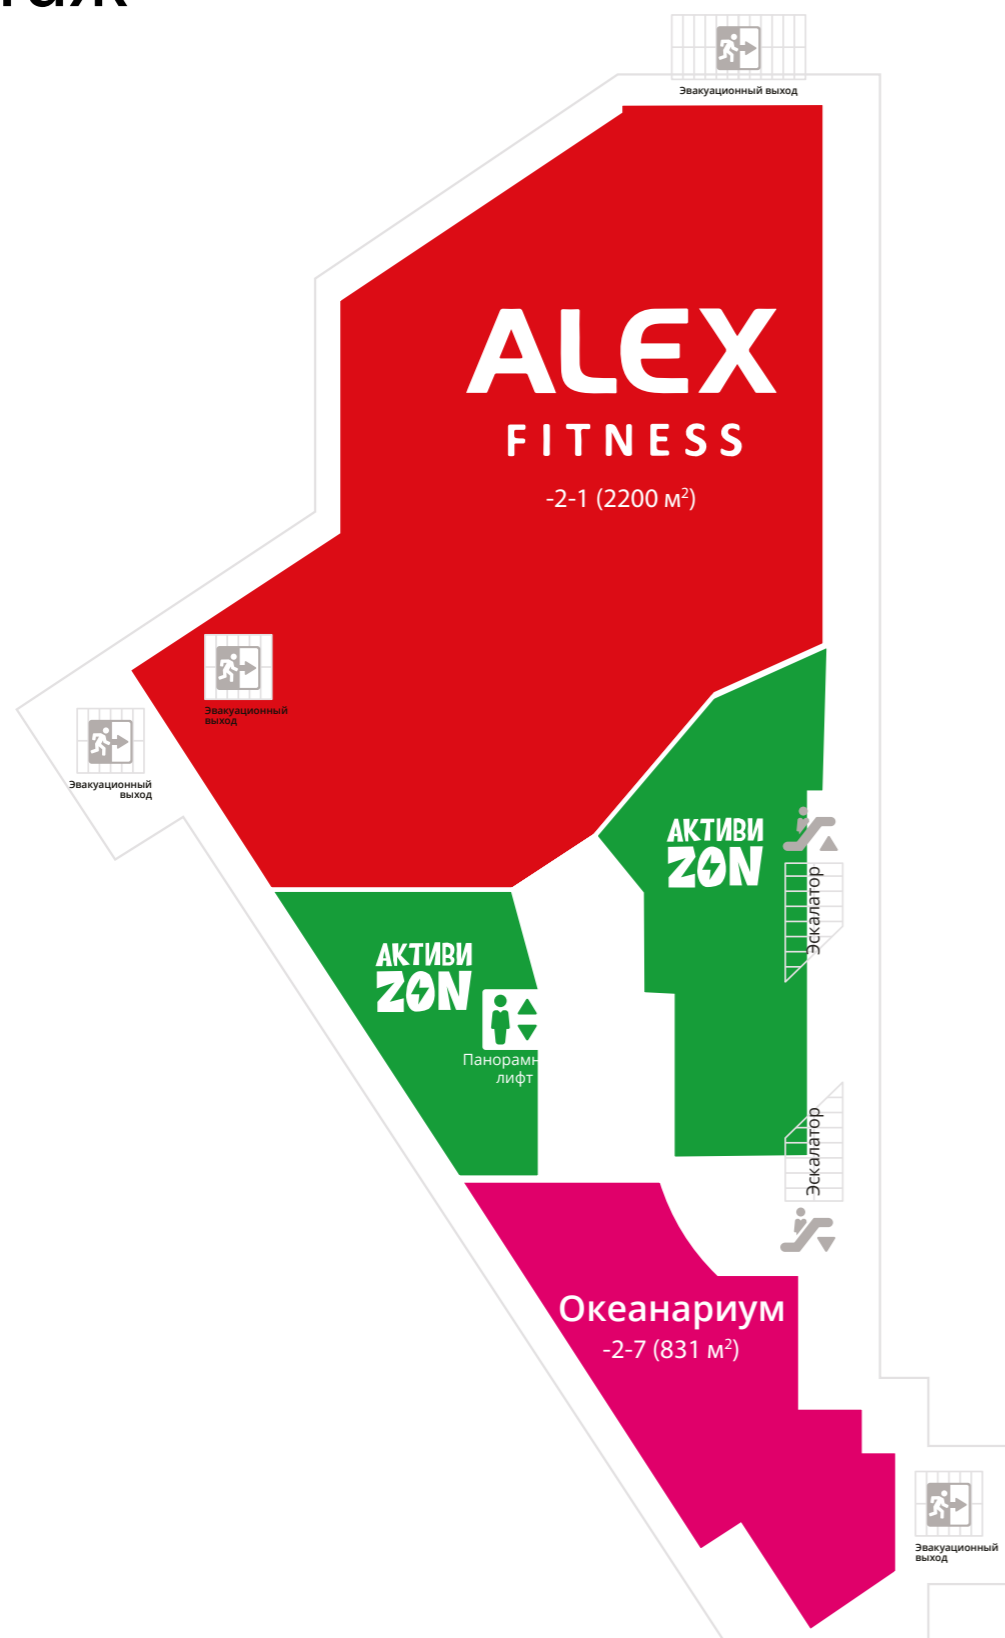 Эвакуационный выход
ALEX
FITNESS
-2-1 (2200 м²)
Эвакуационный
выход
Эвакуационный
выход
АКТИВИ
ZON
Эскалатор
АКТИВИ
ZON
лифт
Эскалатор
Океанариум
-2-7 (831 м²)
Эвакуационный
выход